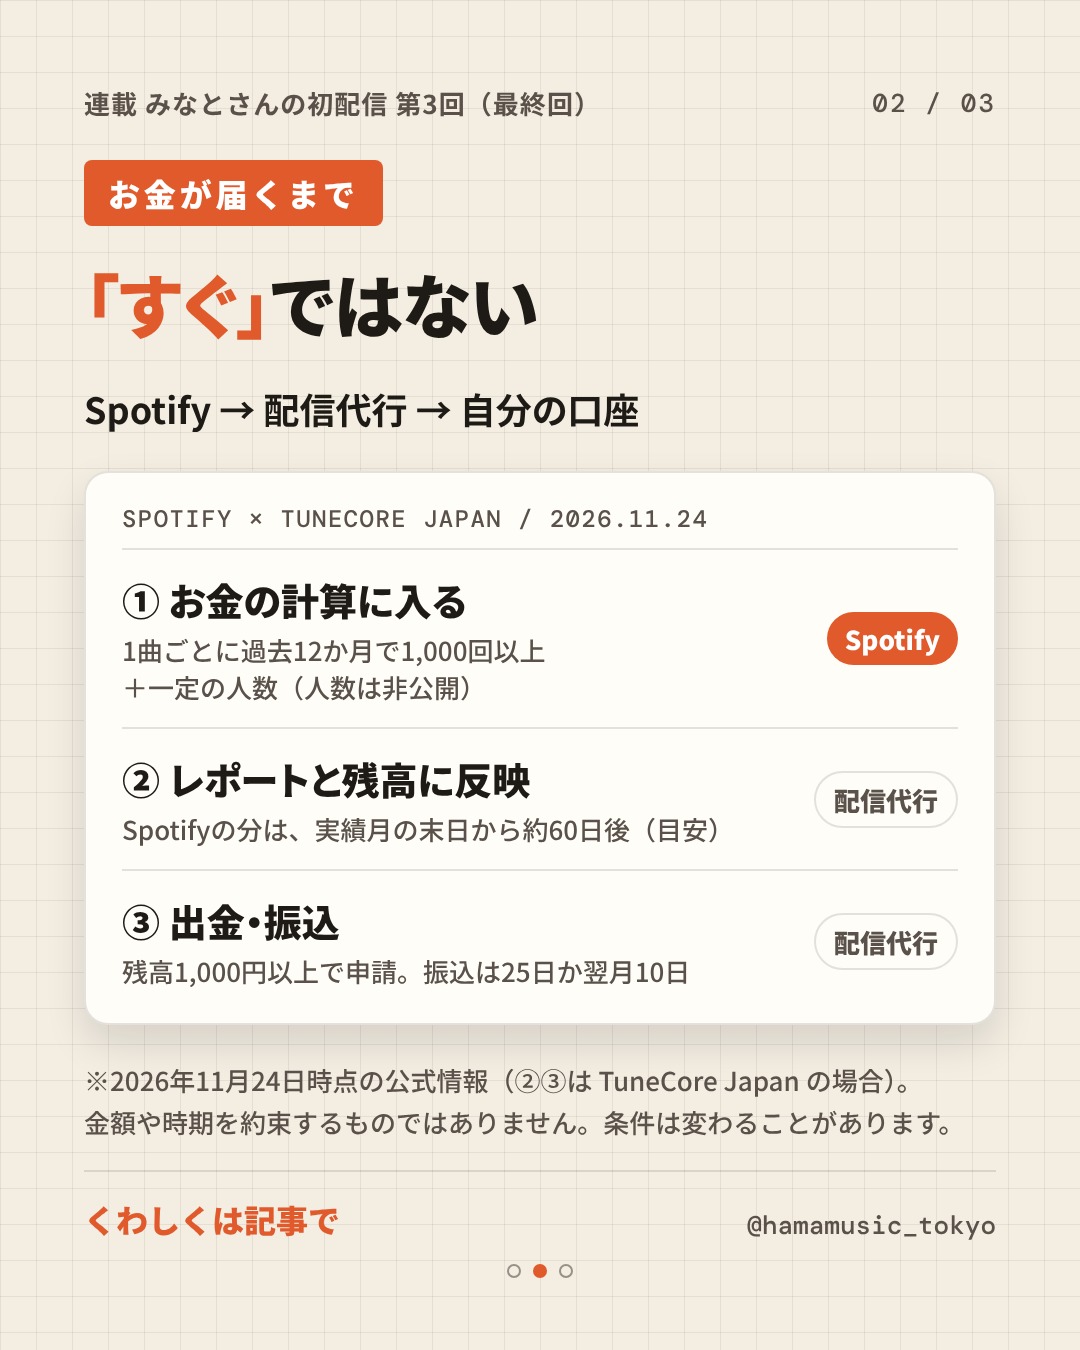 連載 みなとさんの初配信 第3回（最終回）
02 / 03
お金が届くまで
「すぐ」ではない
Spotify → 配信代行 → 自分の口座
SPOTIFY × TUNECORE JAPAN / 2026.11.24
① お金の計算に入る
1曲ごとに過去12か月で1,000回以上
＋一定の人数（人数は非公開）
Spotify
② レポートと残高に反映
Spotifyの分は、実績月の末日から約60日後（目安）
配信代行
③ 出金・振込
残高1,000円以上で申請。振込は25日か翌月10日
配信代行
※2026年11月24日時点の公式情報（②③は TuneCore Japan の場合）。
金額や時期を約束するものではありません。条件は変わることがあります。
くわしくは記事で
@hamamusic_tokyo